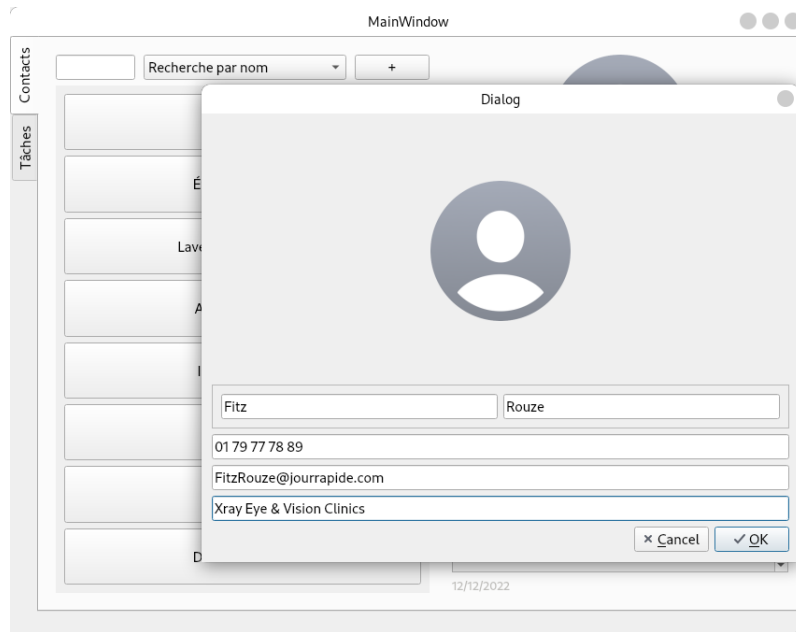 MainWindow
Contacts
Tâches
Recherche par nom
+
Dialog
É
Lave
A
I
D
Fitz
Rouze
01 79 77 78 89
FitzRouze@jourrapide.com
Xray Eye & Vision Clinics
Cancel
OK
12/12/2022